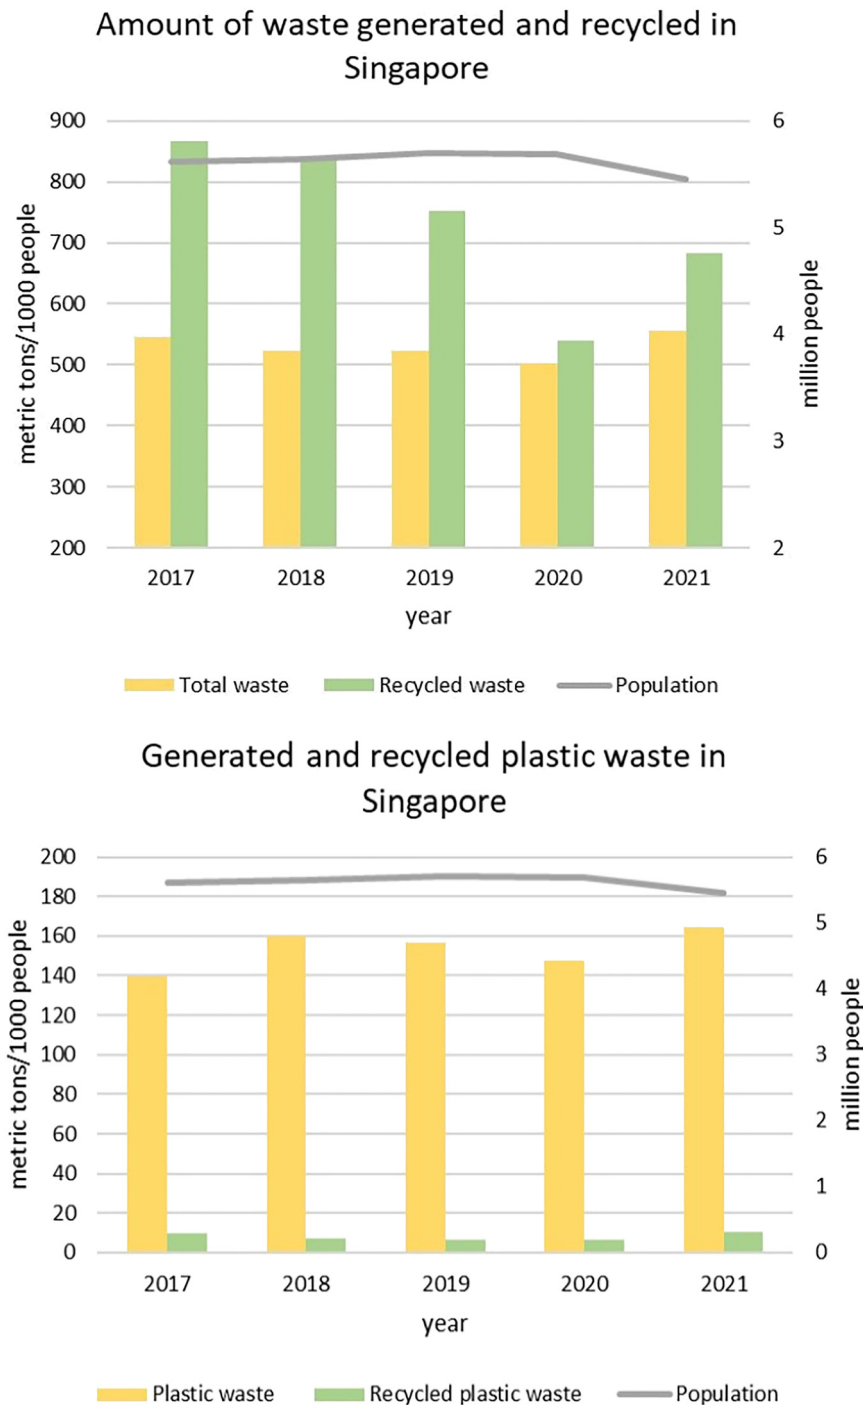 Amount of waste generated and recycled in
Singapore
900
800
700
600
500
400
300
200
metric tons/1000 people
6
5
4
3
2
million people
2017 2018 2019 2020 2021
year
Total waste Recycled waste Population
Generated and recycled plastic waste in
Singapore
200
180
160
140
120
100
80
60
40
20
0
metric tons/1000 people
6
5
4
3
2
1
0
million people
2017 2018 2019 2020 2021
year
Plastic waste Recycled plastic waste Population